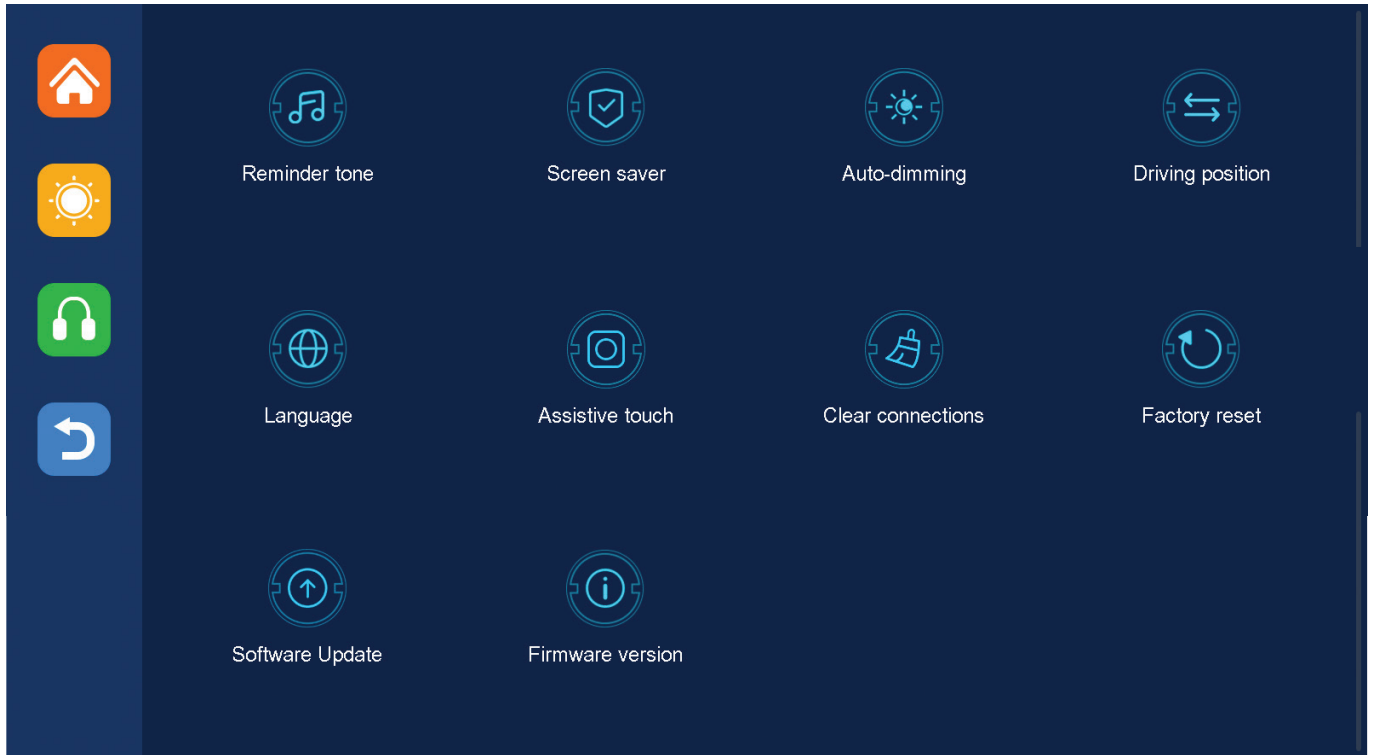 Reminder tone
Screen saver
Auto-dimming
Driving position
Language
Assistive touch
Clear connections
Factory reset
Software Update
Firmware version